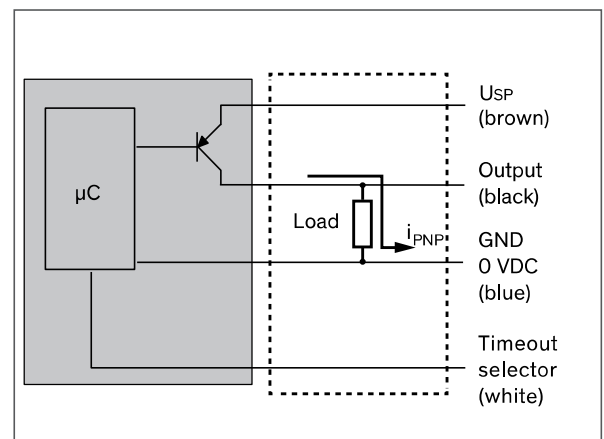 µC
USP
(brown)
Output
(black)
Load
iPNP
GND
0 VDC
(blue)
Timeout
selector
(white)